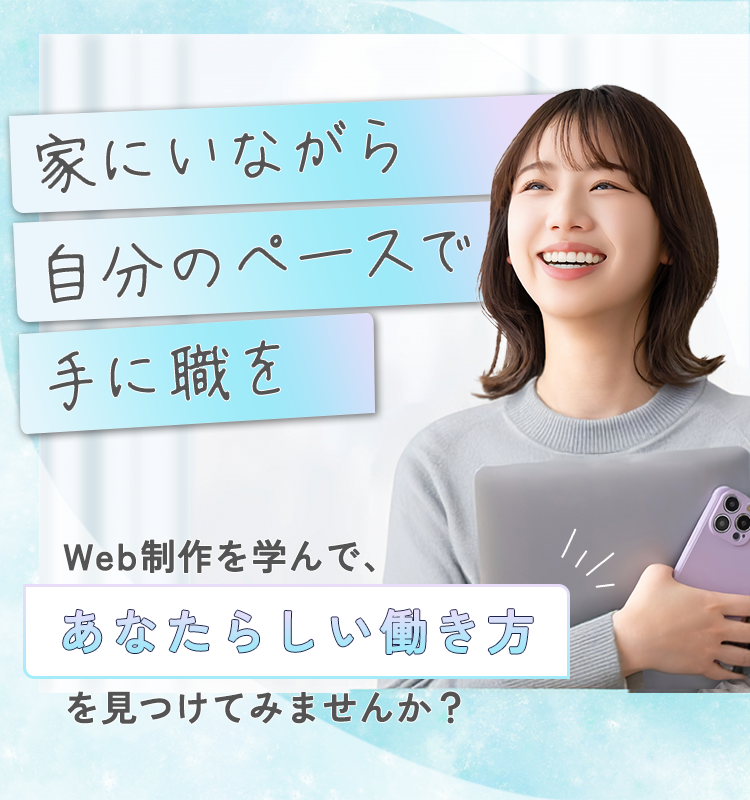 家にいながら
自分のペースで
手に職を
Web制作を学んで、
あなたらしい働き方
を見つけてみませんか？